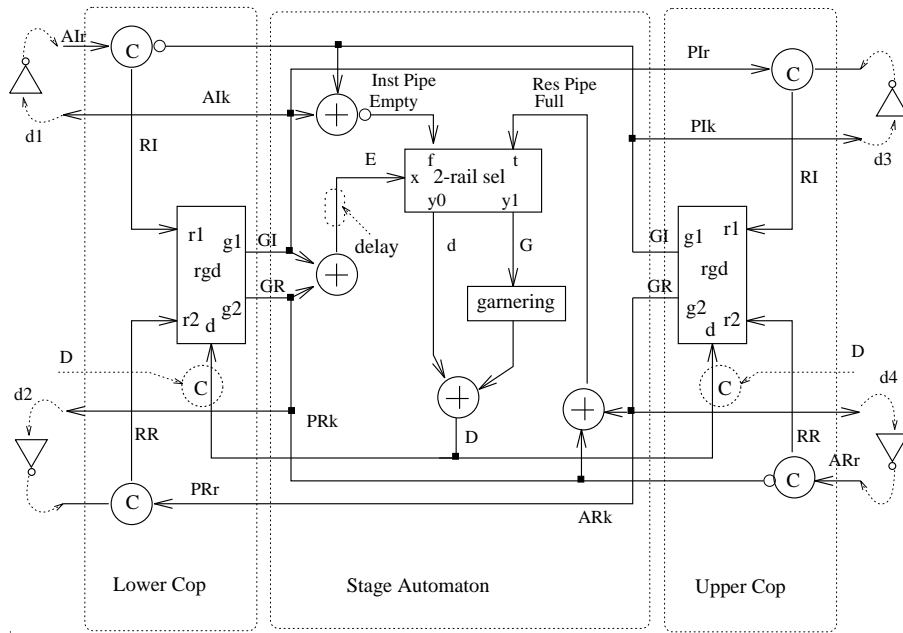 AIr
C
PIr
C
Inst Pipe
Empty
Res Pipe
Full
AIk
PIk
d1
d3
RI
E
f
t
x
2-rail sel
y0
y1
RI
r1
g1
GI
rgd
GR
g2
r2
d
delay
d
G
garnering
GI
g1
r1
rgd
GR
g2
d
r2
D
C
C
D
d2
PRk
D
d4
RR
RR
ARr
C
PRr
ARk
C
Lower Cop
Stage Automaton
Upper Cop